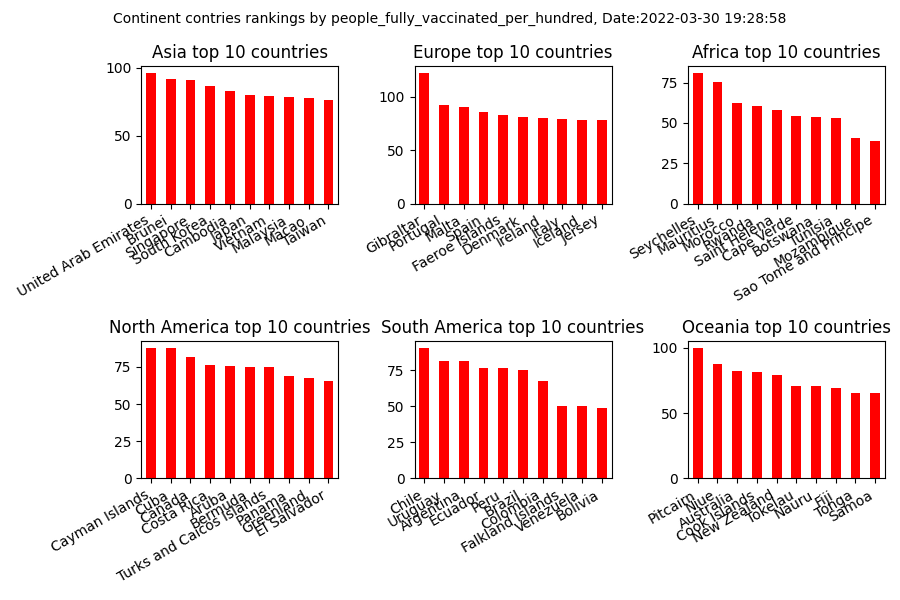 Continent contries rankings by people_fully_vaccinated_per_hundred, Date:2022-03-30 19:28:58
Asia top 10 countries
100
50
0
United Arab Emirates
Brunei
Singapore
South Korea
Cambodia
Japan
Vietnam
Malaysia
Macao
Taiwan
Europe top 10 countries
100
50
0
Gibraltar
Portugal
Malta
Spain
Faeroe Islands
Denmark
Ireland
Italy
Iceland
Jersey
Africa top 10 countries
75
50
25
0
Seychelles
Mauritius
Morocco
Rwanda
Saint Helena
Cape Verde
Botswana
Tunisia
Mozambique
Sao Tome and Principe
North America top 10 countries
75
50
25
0
Cayman Islands
Cuba
Canada
Costa Rica
Aruba
Bermuda
Turks and Caicos Islands
Panama
Greenland
El Salvador
South America top 10 countries
75
50
25
0
Chile
Uruguay
Argentina
Ecuador
Peru
Brazil
Colombia
Falkland Islands
Venezuela
Bolivia
Oceania top 10 countries
100
50
0
Pitcairn
Niue
Australia
Cook Islands
New Zealand
Tokelau
Nauru
Fiji
Tonga
Samoa